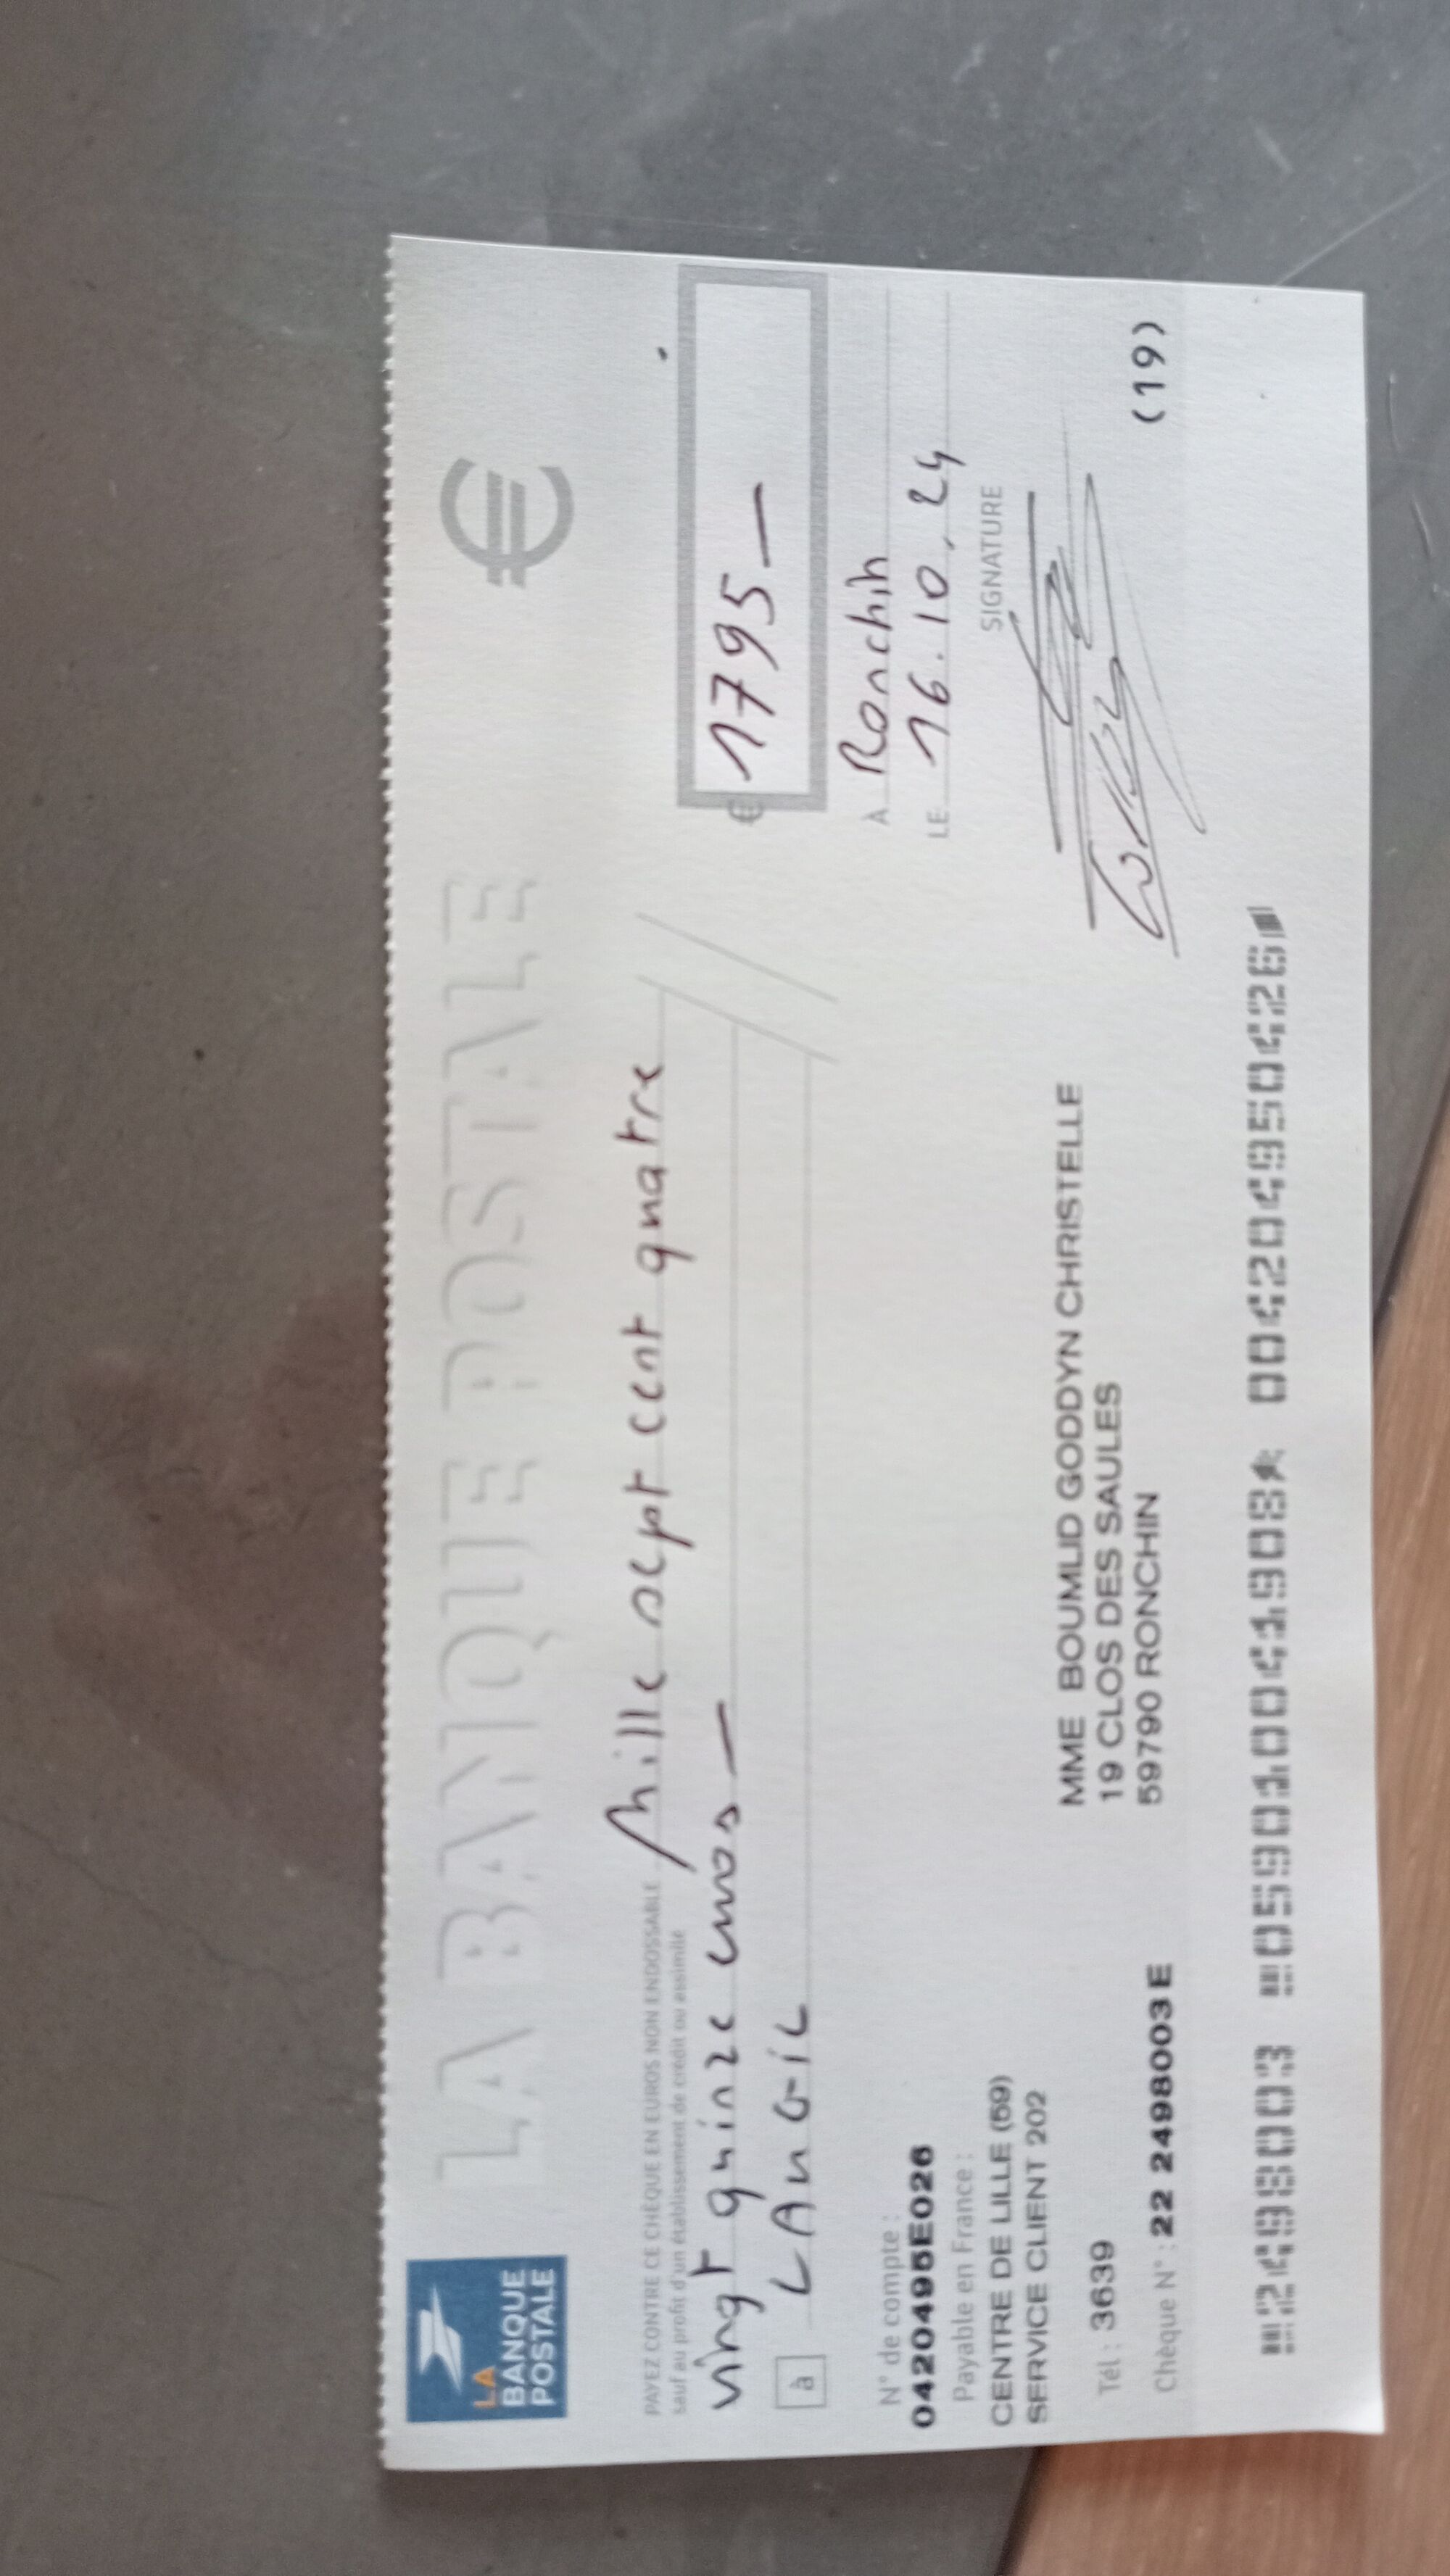 LA
BANQUE
POSTALE
LA BANQUE POSTALE
€
PAYEZ CONTRE CE CHÈQUE EN EUROS NON ENDOSSABLE Mille sept cent quatre
sauf au profit d'un établissement de crédit ou assimilé
vingt quinze euros —
€ 1795 —
à LAnGIC
À Ronchin
LE 16.10.24
SIGNATURE
N° de compte :
0420495E026
Payable en France :
CENTRE DE LILLE (59)
SERVICE CLIENT 202
Tél : 3639
Chèque N° : 22 2498003 E
MME BOUMLID GODDYN CHRISTELLE
19 CLOS DES SAULES
59790 RONCHIN
(19)
2498003 059010041908 004204950426